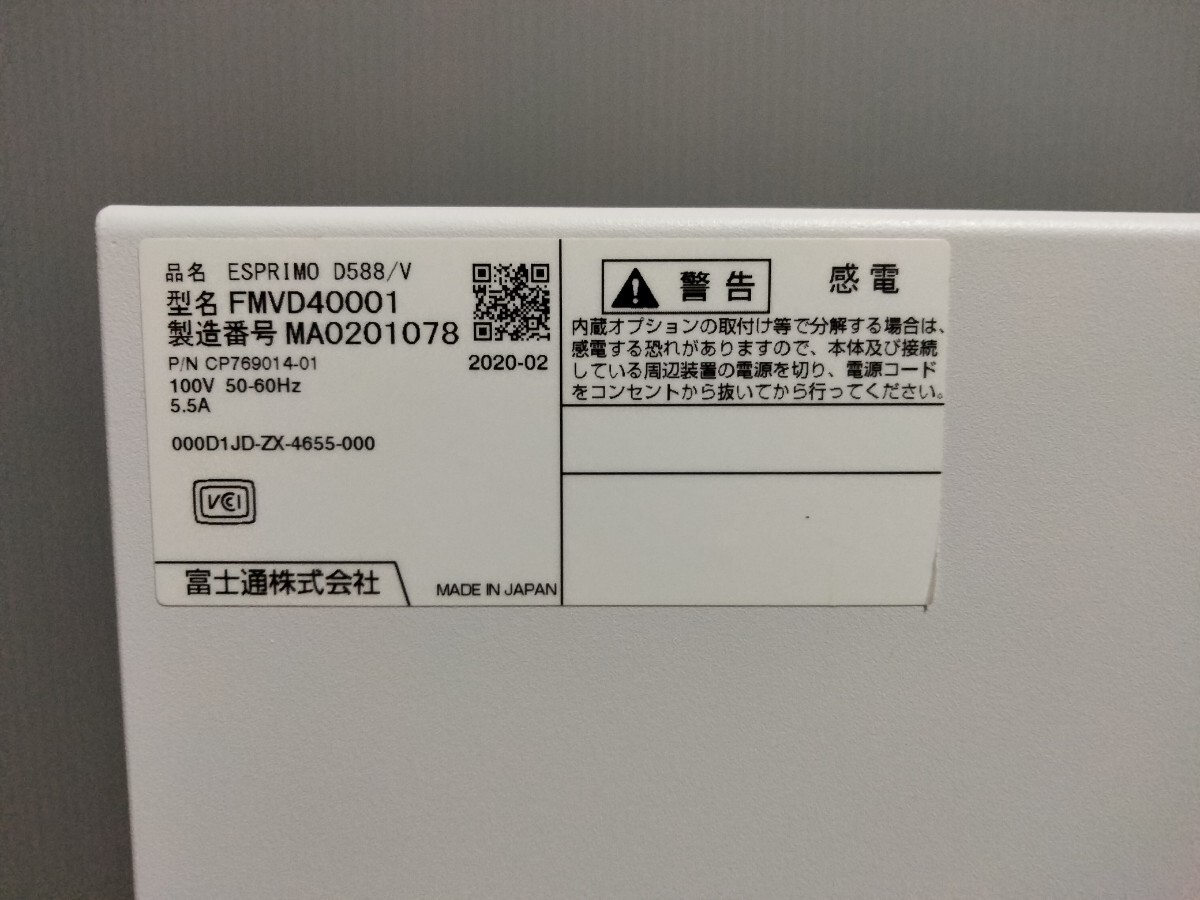 品名 ESPRIMO D588/V
型名 FMVD40001
製造番号 MA0201078
P/N CP769014-01
2020-02
100V 50-60Hz
5.5A
000D1JD-ZX-4655-000
VCCI
富士通株式会社
MADE IN JAPAN
警告 感電
内蔵オプションの取付け等で分解する場合は、
感電する恐れがありますので、本体及び接続
している周辺装置の電源を切り、電源コード
をコンセントから抜いてから行ってください。